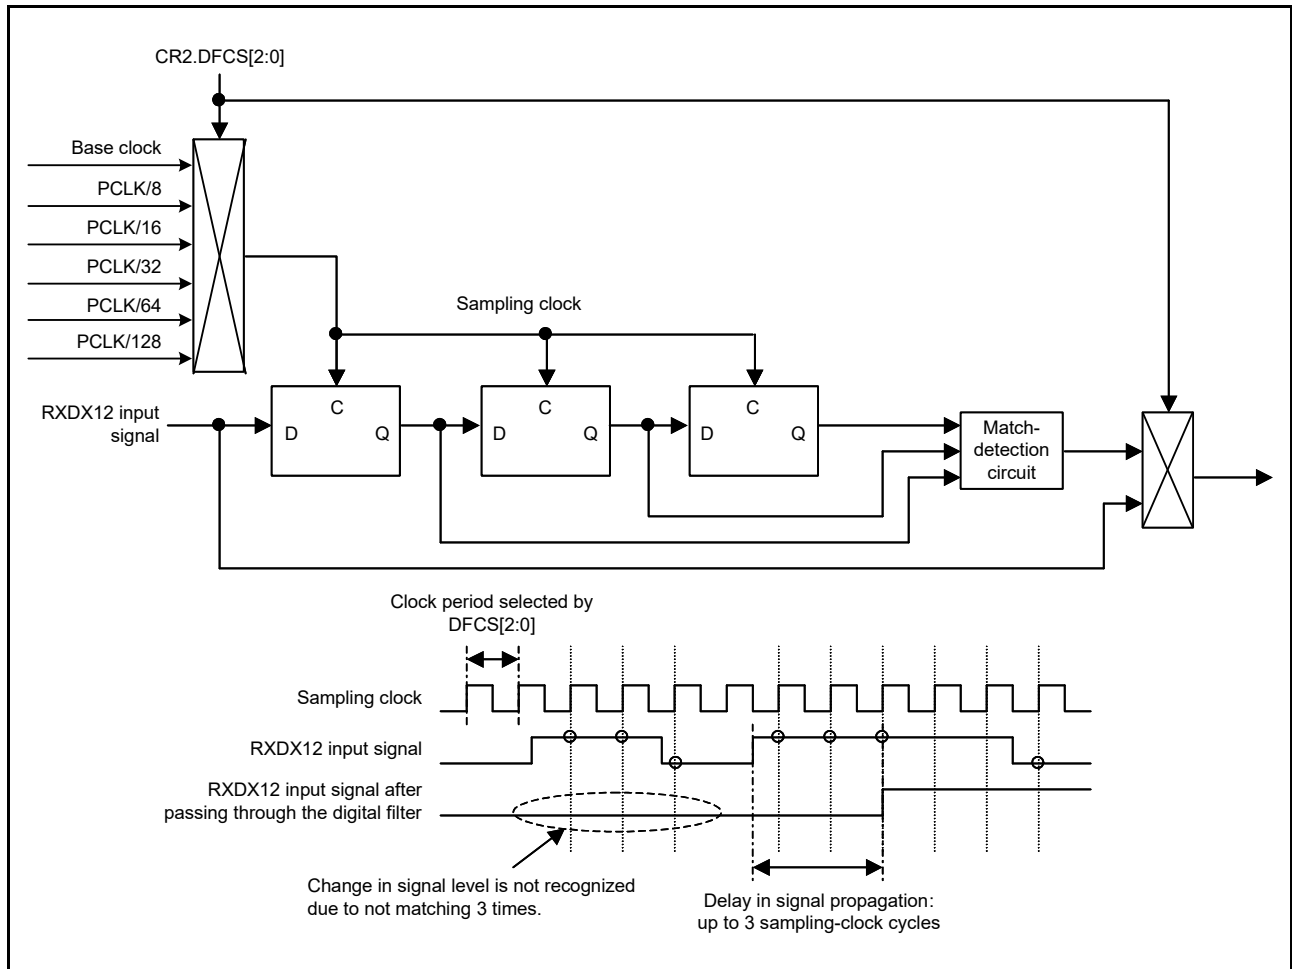 CR2.DFCS[2:0]
Base clock
PCLK/8
PCLK/16
PCLK/32
PCLK/64
PCLK/128
Sampling clock
RXDX12 input
signal
C
D
Q
C
D
Q
C
D
Q
Match-
detection
circuit
Clock period selected by
DFCS[2:0]
Sampling clock
RXDX12 input signal
RXDX12 input signal after
passing through the digital filter
Change in signal level is not recognized
due to not matching 3 times.
Delay in signal propagation:
up to 3 sampling-clock cycles